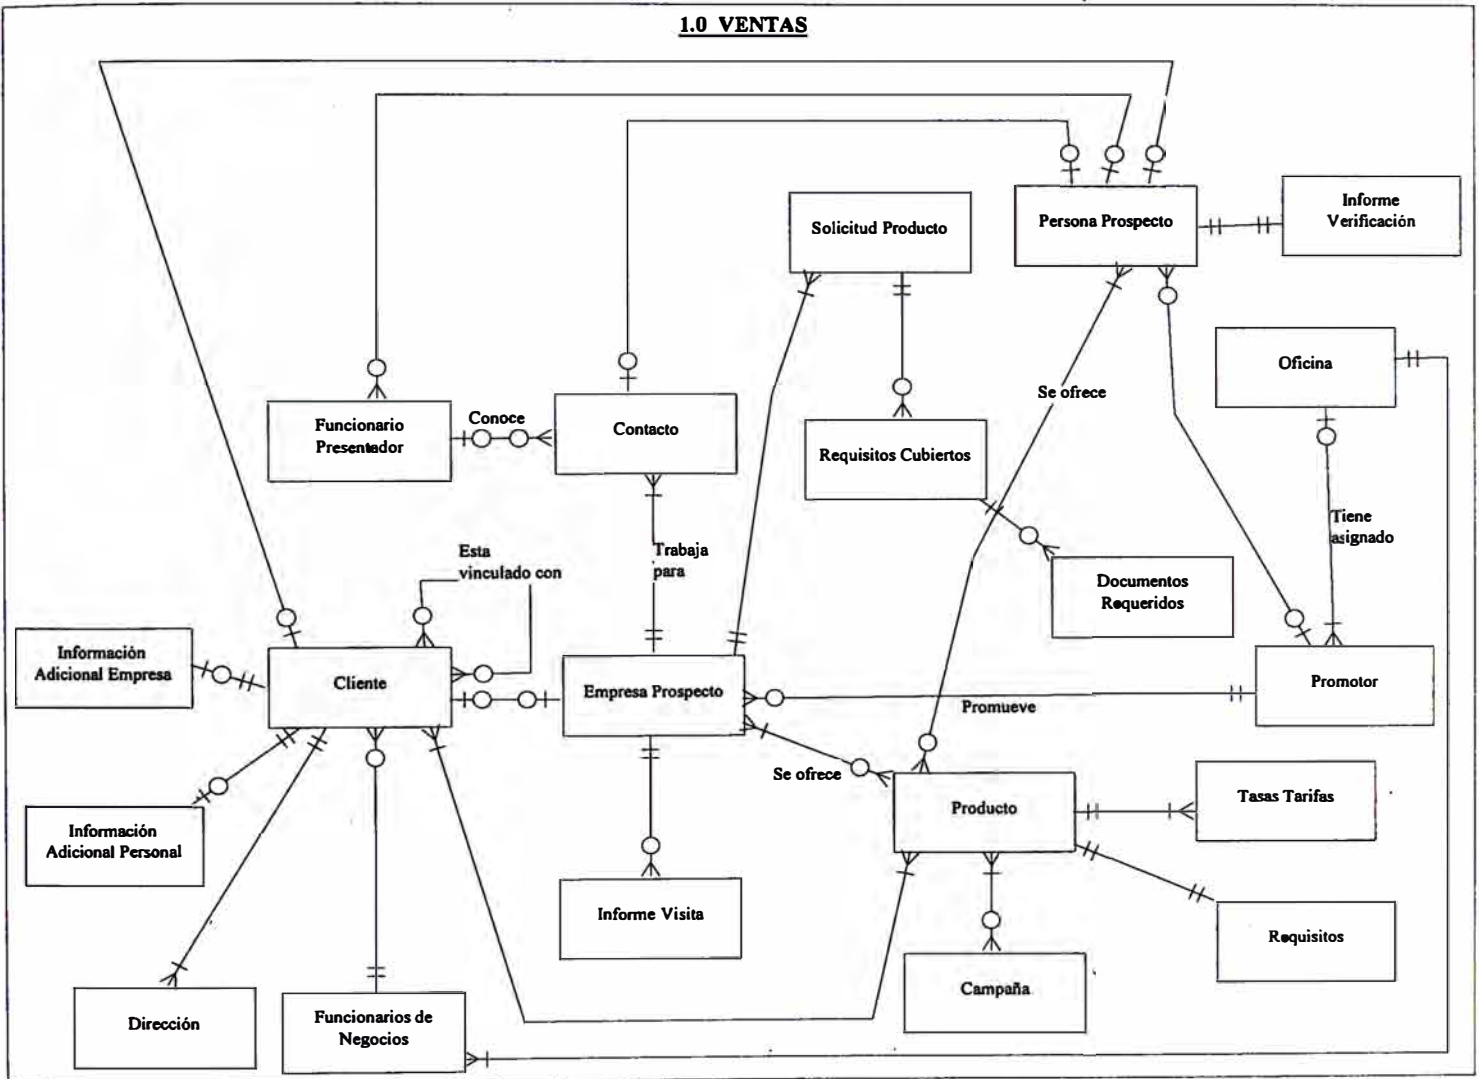 1.0 VENTAS
Informe
Verificación
Solicitud Producto
Persona Prospecto
Oficina
Se ofrece
Funcionario
Presentador
Conoce
Contacto
Requisitos Cubiertos
Tiene
asignado
Esta
vinculado con
Trabaja
para
Documentos
Requeridos
Información
Adicional Empresa
Cliente
Empresa Prospecto
Promotor
Promueve
Se ofrece
Producto
Tasas Tarifas
Información
Adicional Personal
Informe Visita
Requisitos
Campaña
Dirección
Funcionarios de
Negocios